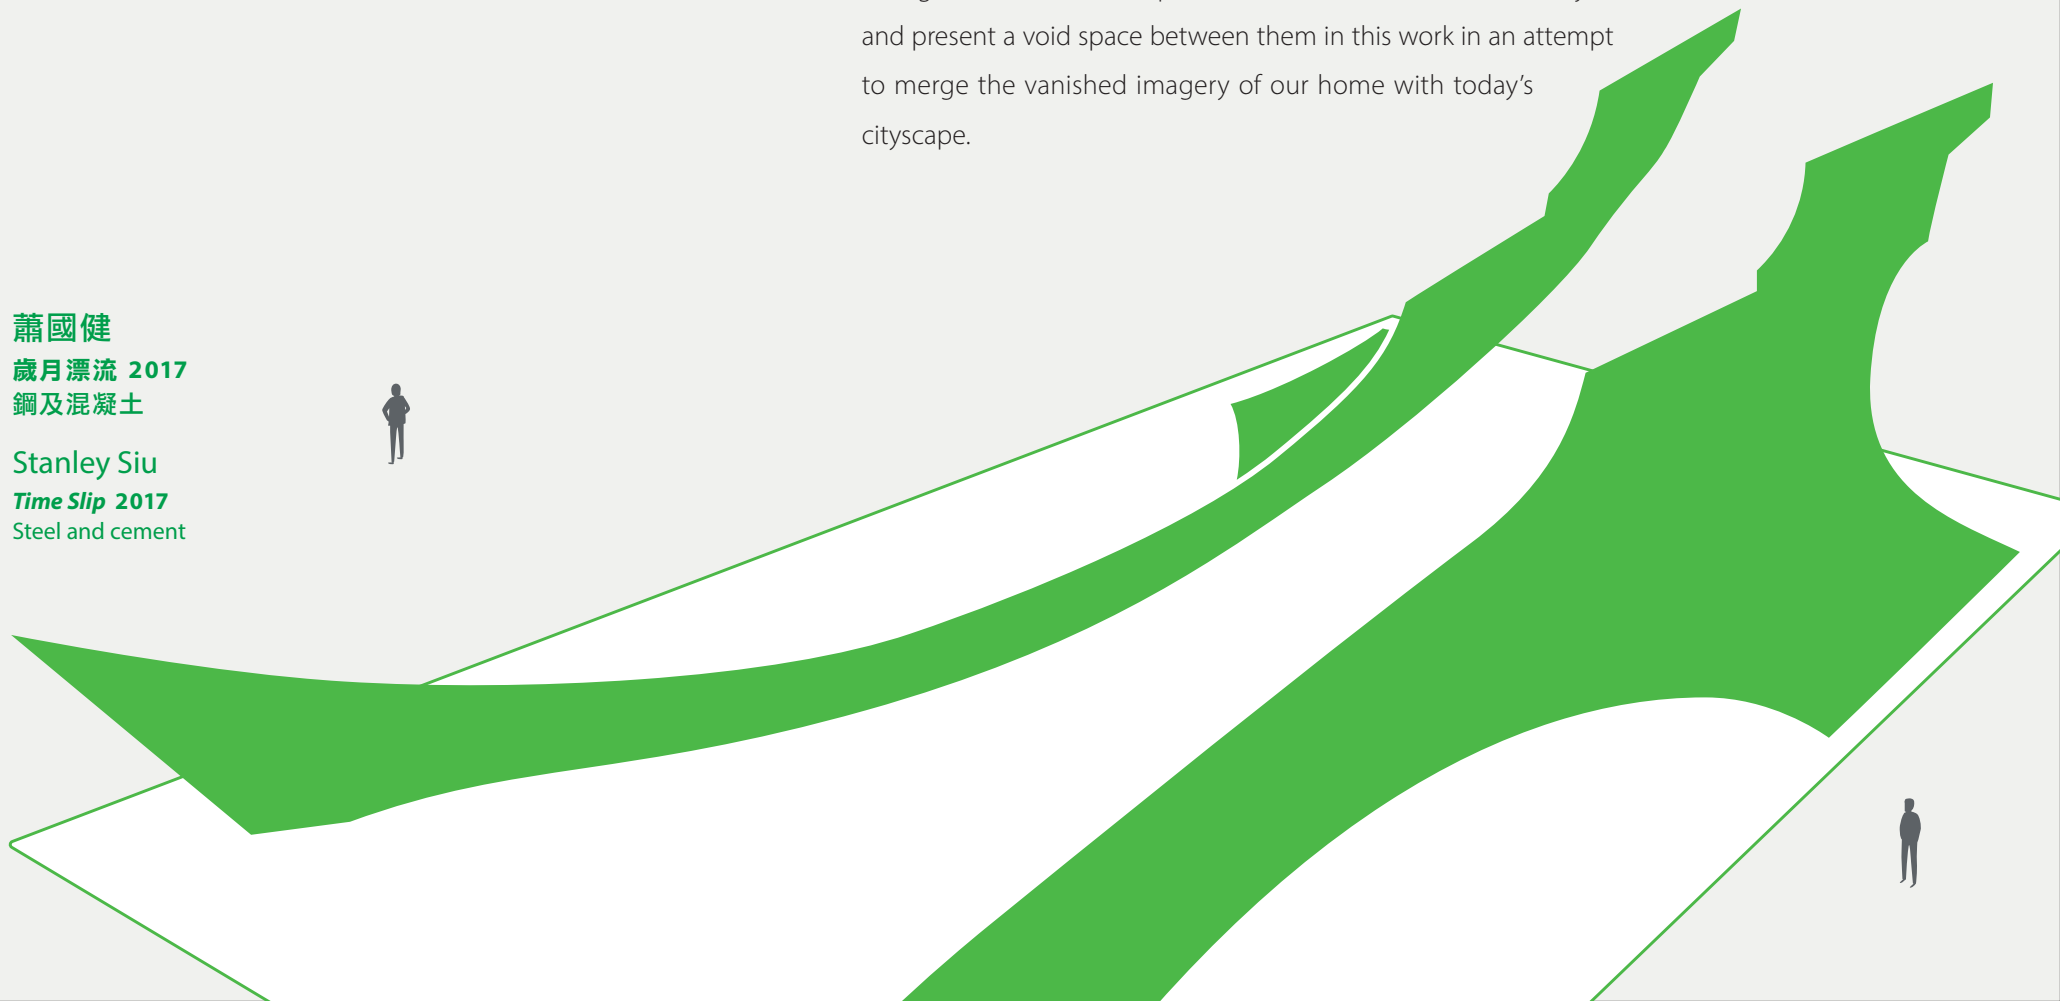 and present a void space between them in this work in an attempt
to merge the vanished imagery of our home with today's
cityscape.
蕭國健
歲月漂流 2017
鋼及混凝土
Stanley Siu
Time Slip 2017
Steel and cement